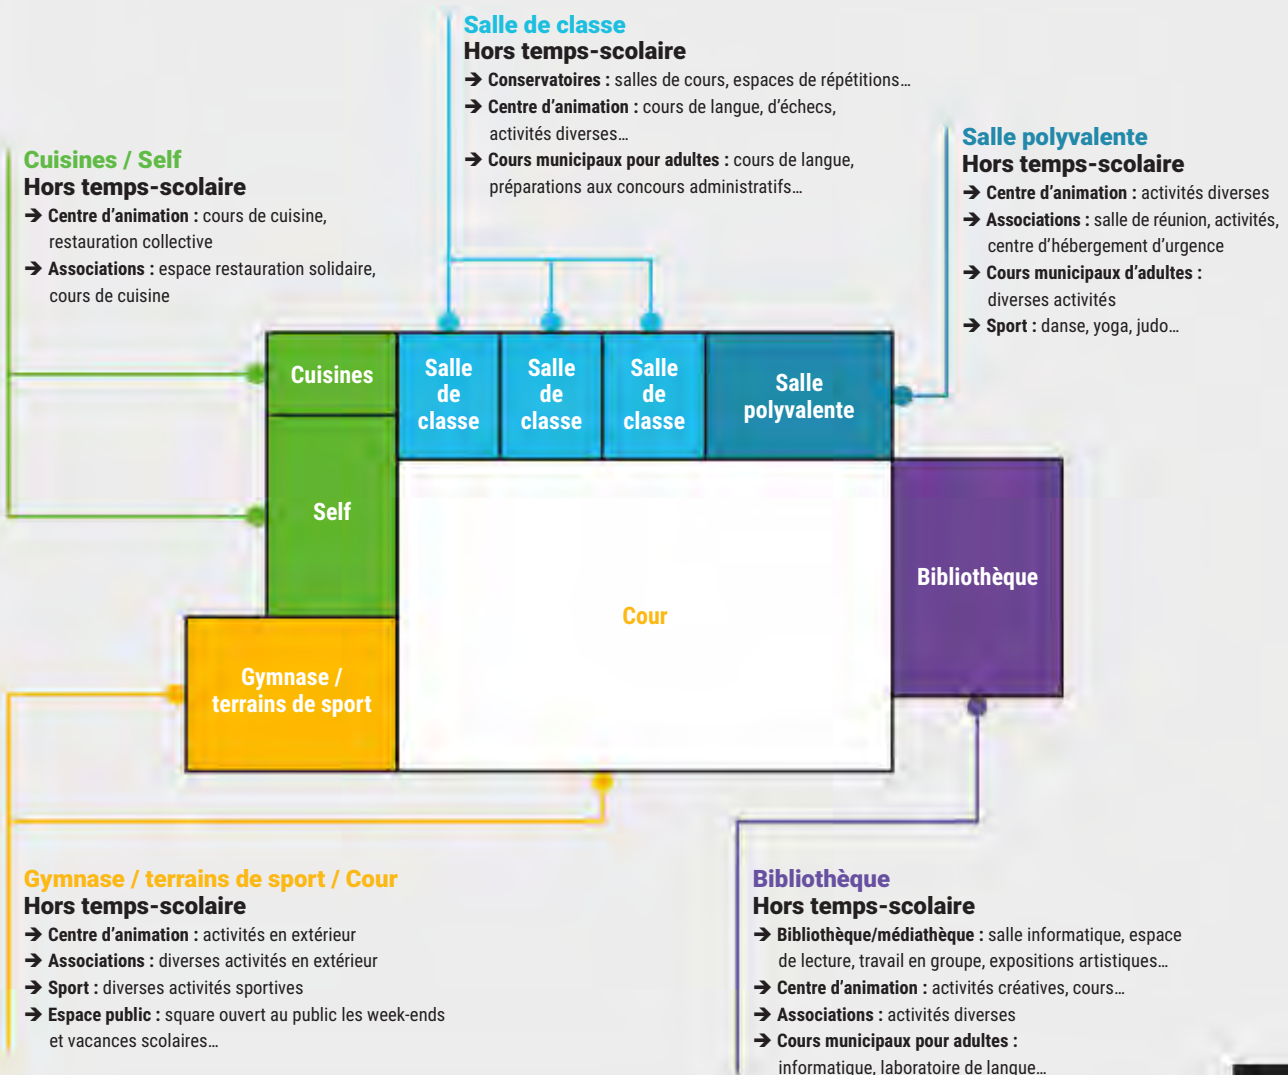 Salle de classe
Hors temps-scolaire
➔ Conservatoires : salles de cours, espaces de répétitions…
➔ Centre d'animation : cours de langue, d'échecs,
activités diverses…
➔ Cours municipaux pour adultes : cours de langue,
préparations aux concours administratifs…
Salle polyvalente
Hors temps-scolaire
➔ Centre d'animation : activités diverses
➔ Associations : salle de réunion, activités,
centre d'hébergement d'urgence
➔ Cours municipaux d'adultes :
diverses activités
➔ Sport : danse, yoga, judo…
Cuisines / Self
Hors temps-scolaire
➔ Centre d'animation : cours de cuisine,
restauration collective
➔ Associations : espace restauration solidaire,
cours de cuisine
Cuisines
Salle
de
classe
Salle
de
classe
Salle
de
classe
Salle
polyvalente
Self
Bibliothèque
Cour
Gymnase /
terrains de sport
Gymnase / terrains de sport / Cour
Hors temps-scolaire
➔ Centre d'animation : activités en extérieur
➔ Associations : diverses activités en extérieur
➔ Sport : diverses activités sportives
➔ Espace public : square ouvert au public les week-ends
et vacances scolaires…
Bibliothèque
Hors temps-scolaire
➔ Bibliothèque/médiathèque : salle informatique, espace
de lecture, travail en groupe, expositions artistiques…
➔ Centre d'animation : activités créatives, cours…
➔ Associations : activités diverses
➔ Cours municipaux pour adultes :
informatique, laboratoire de langue…